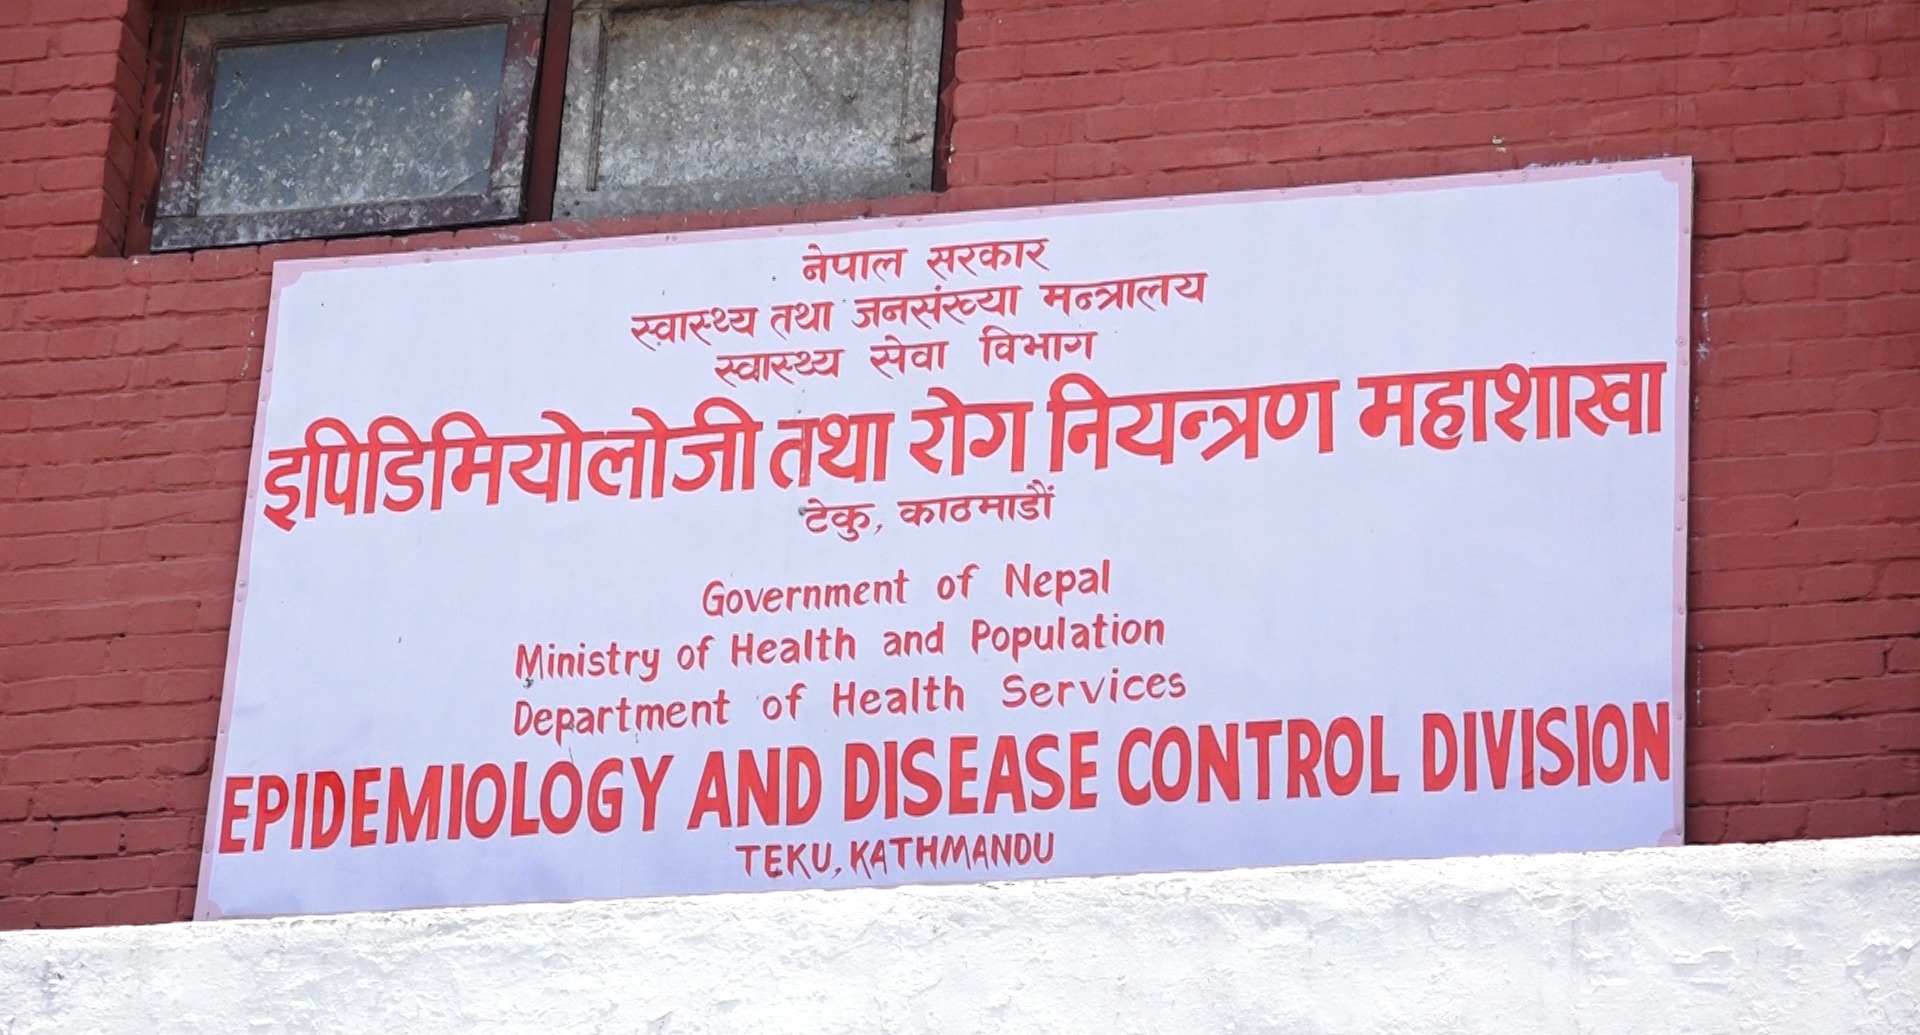 नेपाल सरकार
स्वास्थ्य तथा जनसंख्या मन्त्रालय
स्वास्थ्य सेवा विभाग
इपिडिमियोलोजी तथा रोग नियन्त्रण महाशाखा
टेकु, काठमाडौं
Government of Nepal
Ministry of Health and Population
Department of Health Services
EPIDEMIOLOGY AND DISEASE CONTROL DIVISION
TEKU, KATHMANDU